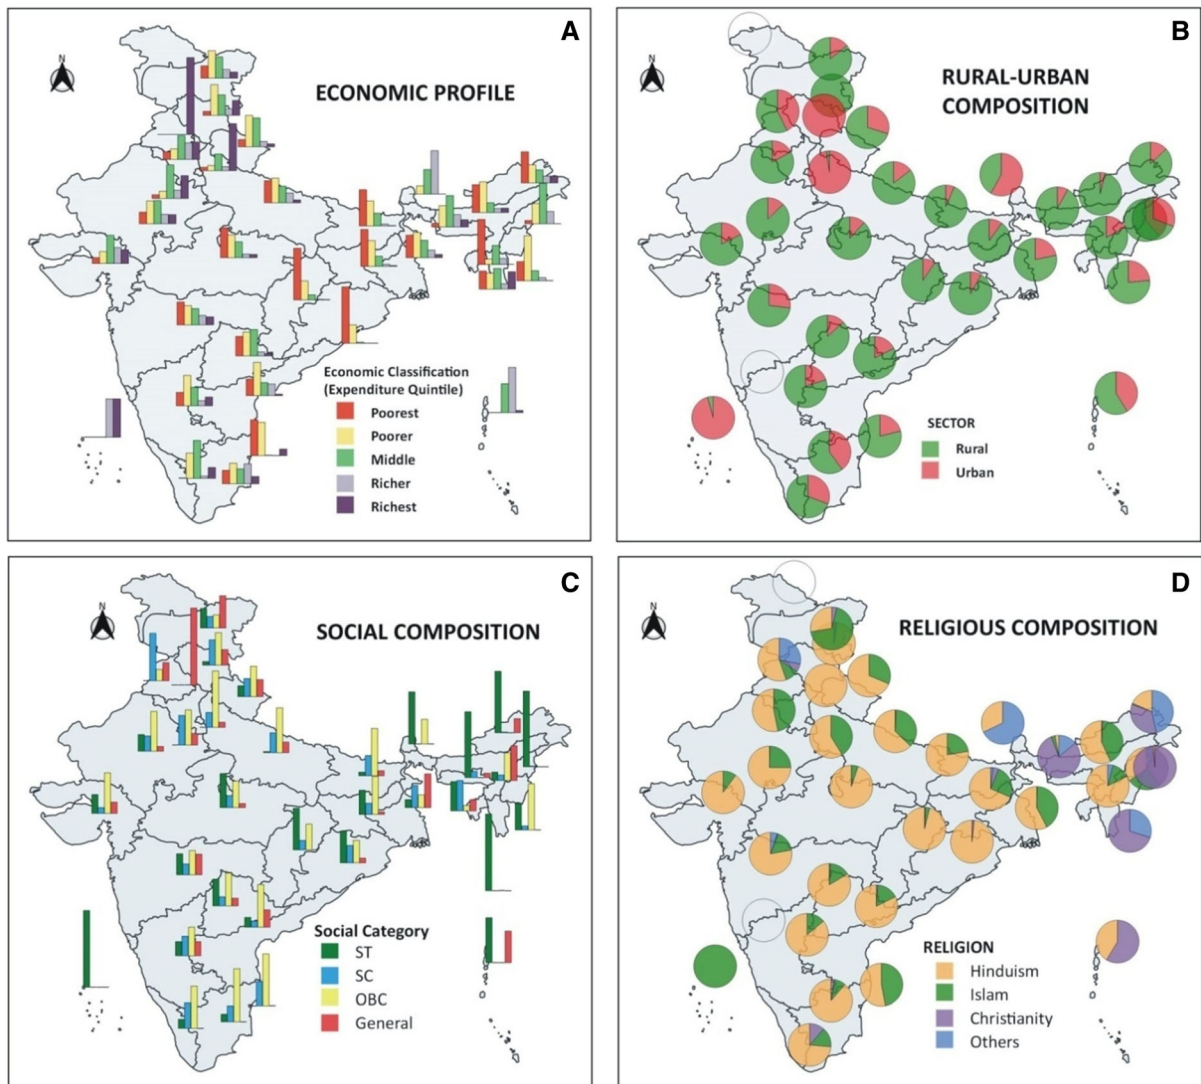 A
N
ECONOMIC PROFILE
Economic Classification
(Expenditure Quintile)
Poorest
Poorer
Middle
Richer
Richest
B
N
RURAL-URBAN
COMPOSITION
SECTOR
Rural
Urban
C
N
SOCIAL COMPOSITION
Social Category
ST
SC
OBC
General
D
N
RELIGIOUS COMPOSITION
RELIGION
Hinduism
Islam
Christianity
Others